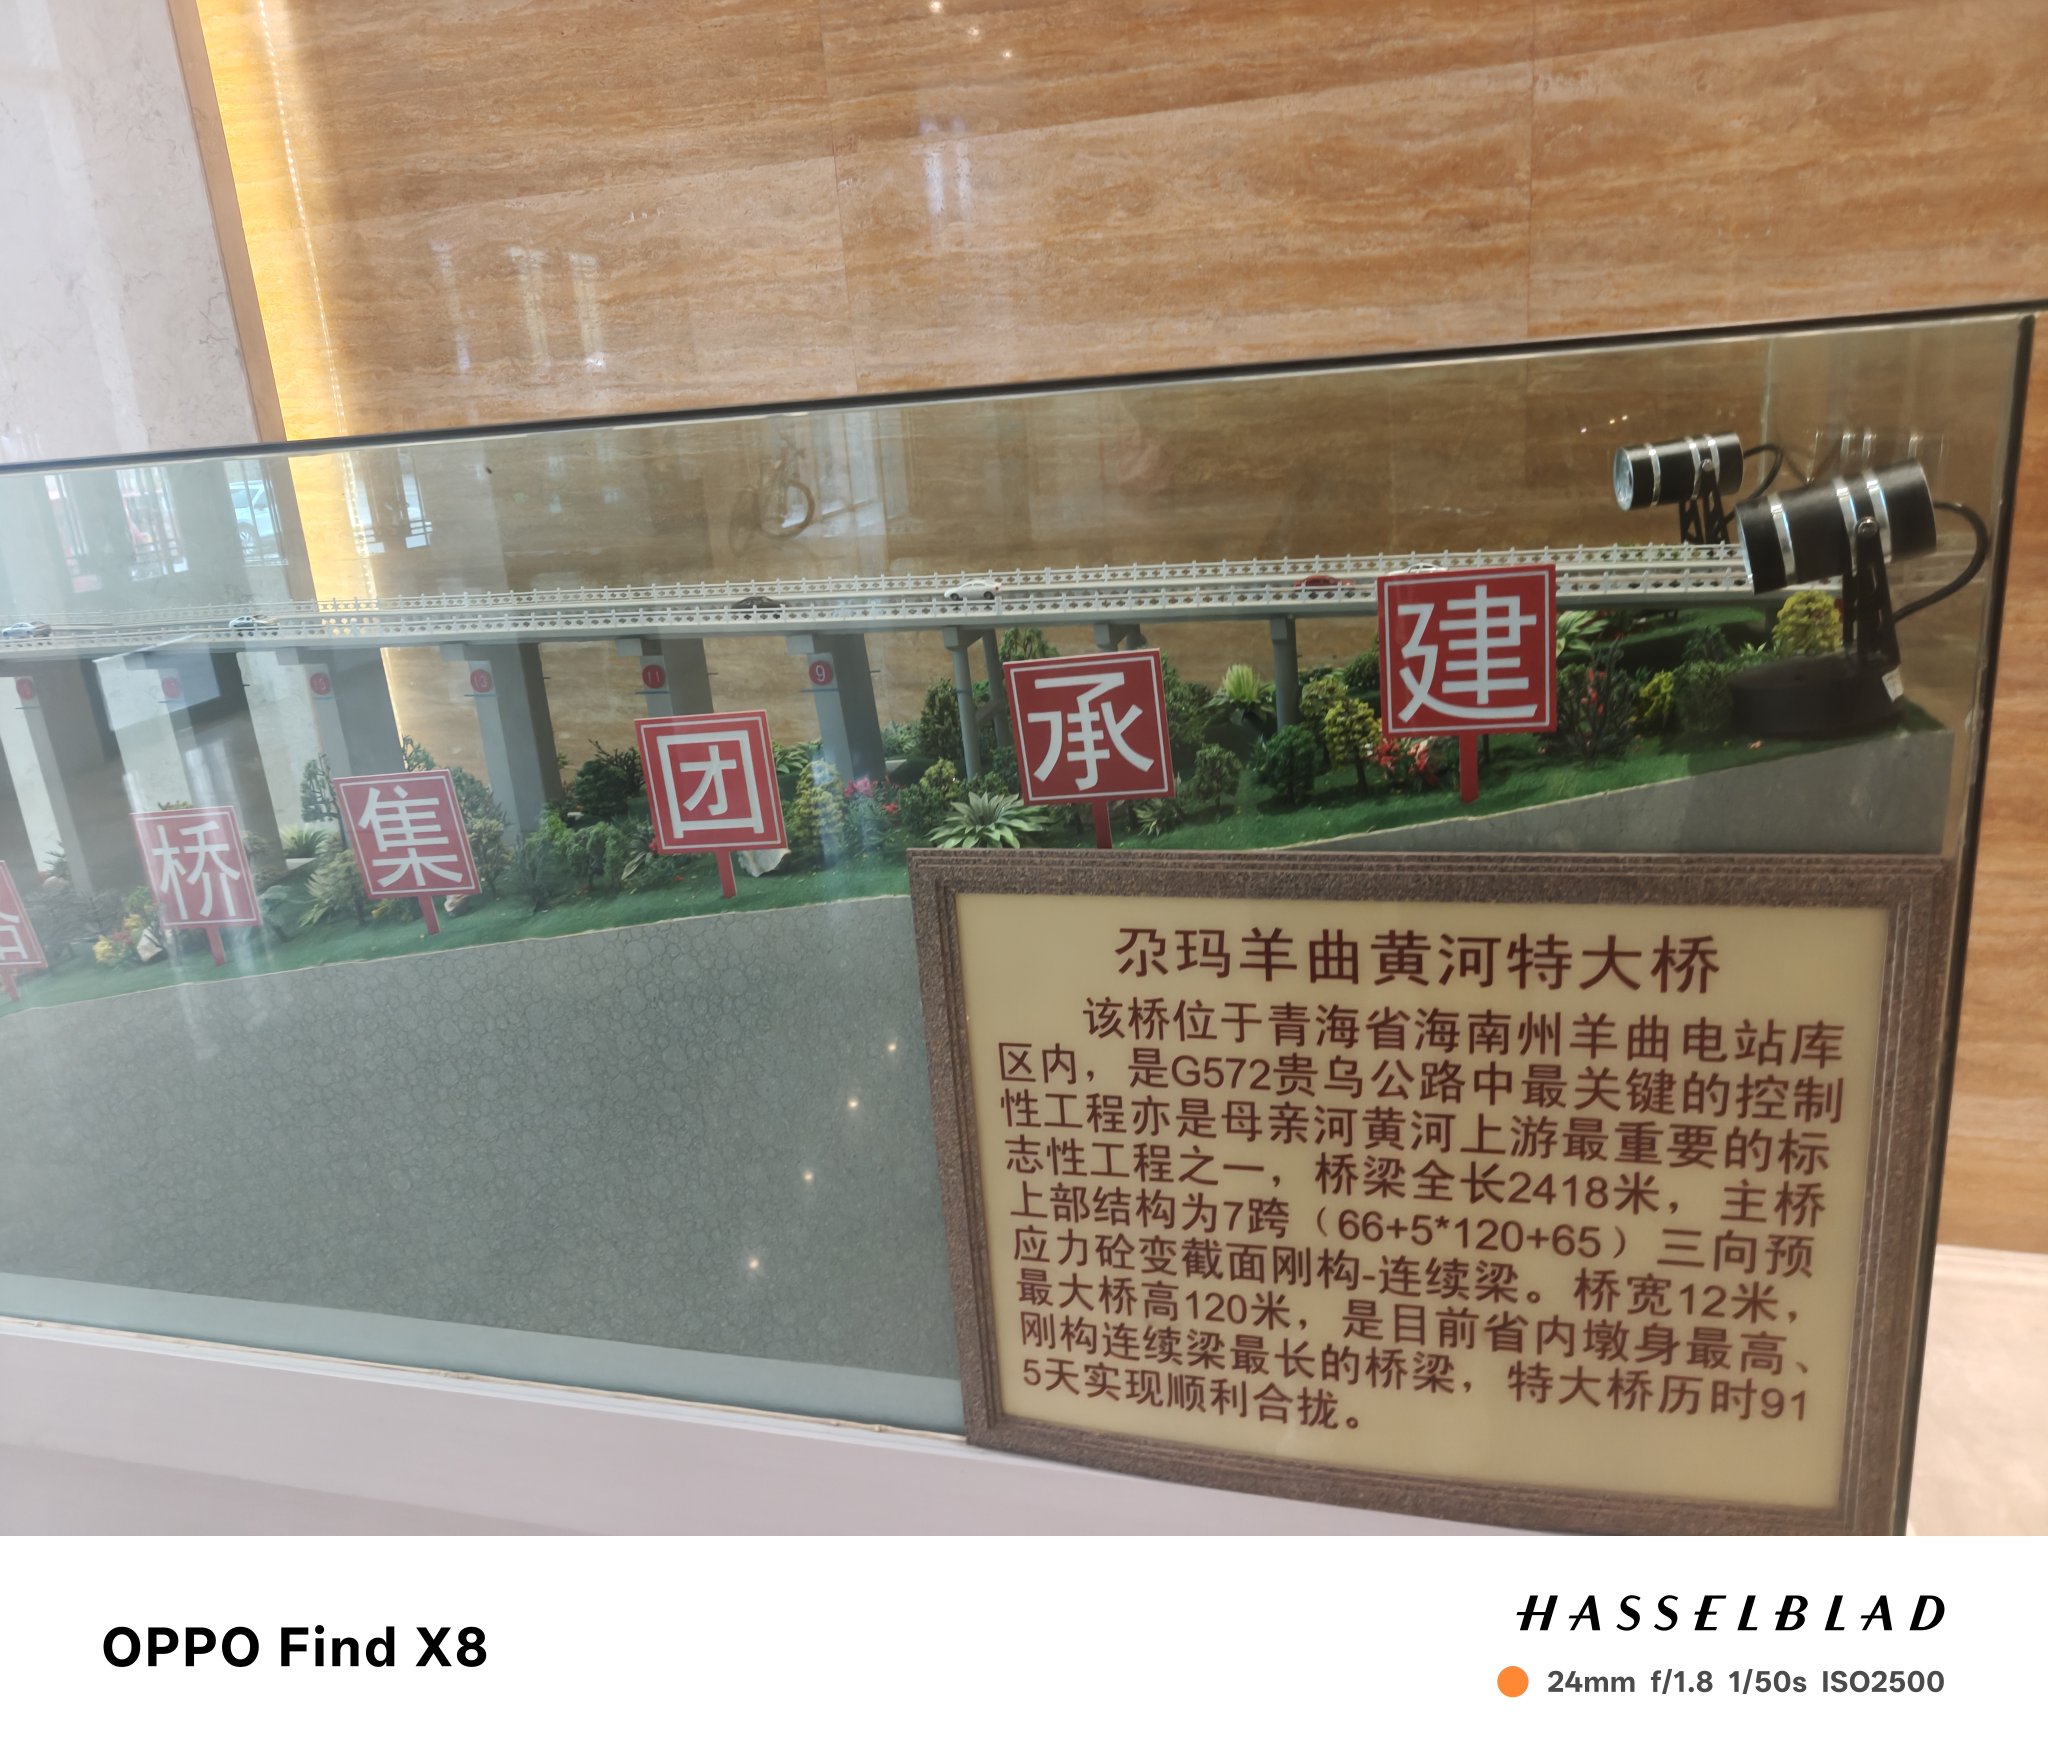 桥集团承建
15
13
11
9
尕玛羊曲黄河特大桥
该桥位于青海省海南州羊曲电站库
区内，是G572贵乌公路中最关键的控制
性工程亦是母亲河黄河上游最重要的标
志性工程之一，桥梁全长2418米，主桥
上部结构为7跨（66+5*120+65）三向预
应力砼变截面刚构-连续梁。桥宽12米，
最大桥高120米，是目前省内墩身最高、
刚构连续梁最长的桥梁，特大桥历时91
5天实现顺利合拢。
OPPO Find X8
HASSELBLAD
24mm f/1.8 1/50s ISO2500